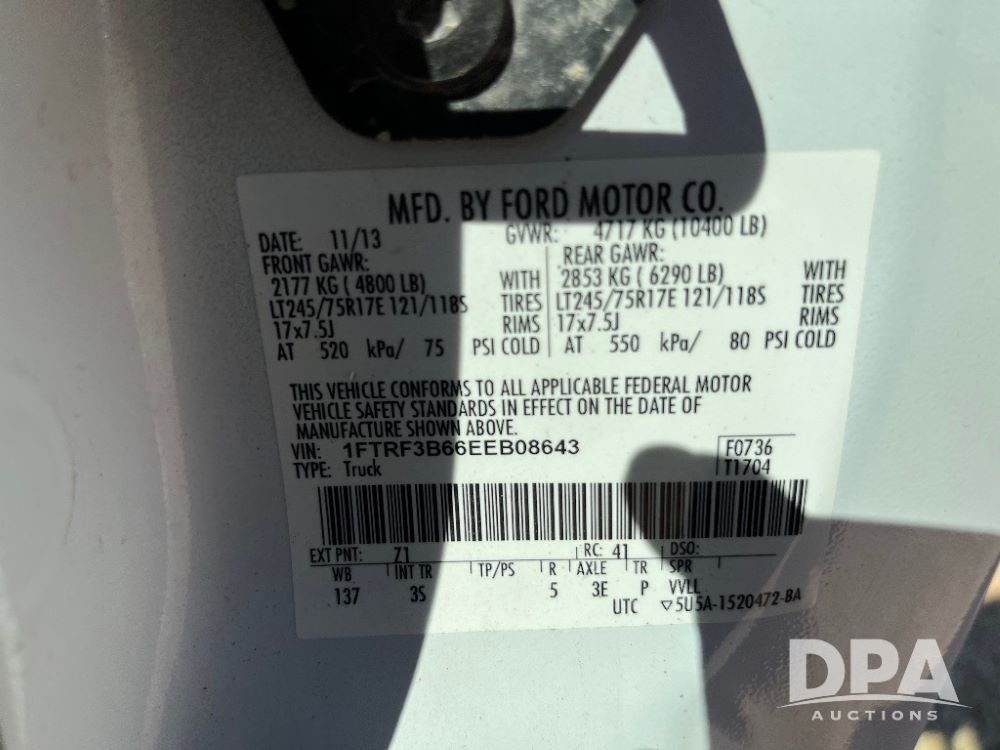 MFD. BY FORD MOTOR CO.
DATE: 11/13 GVWR: 4717 KG (10400 LB)
FRONT GAWR: REAR GAWR:
2177 KG ( 4800 LB) WITH 2853 KG ( 6290 LB) WITH
LT245/75R17E 121/118S TIRES LT245/75R17E 121/118S TIRES
17x7.5J RIMS 17x7.5J RIMS
AT 520 kPa/ 75 PSI COLD AT 550 kPa/ 80 PSI COLD
THIS VEHICLE CONFORMS TO ALL APPLICABLE FEDERAL MOTOR
VEHICLE SAFETY STANDARDS IN EFFECT ON THE DATE OF
MANUFACTURE SHOWN ABOVE.
VIN: 1FTRF3B66EEB08643 F0736
TYPE: Truck T1704
EXT PNT: Z1 RC: 41 DSO:
WB INT TR TP/PS R AXLE TR SPR
137 3S 5 3E P VVLL
UTC ▽5U5A-1520472-BA
DPA
AUCTIONS